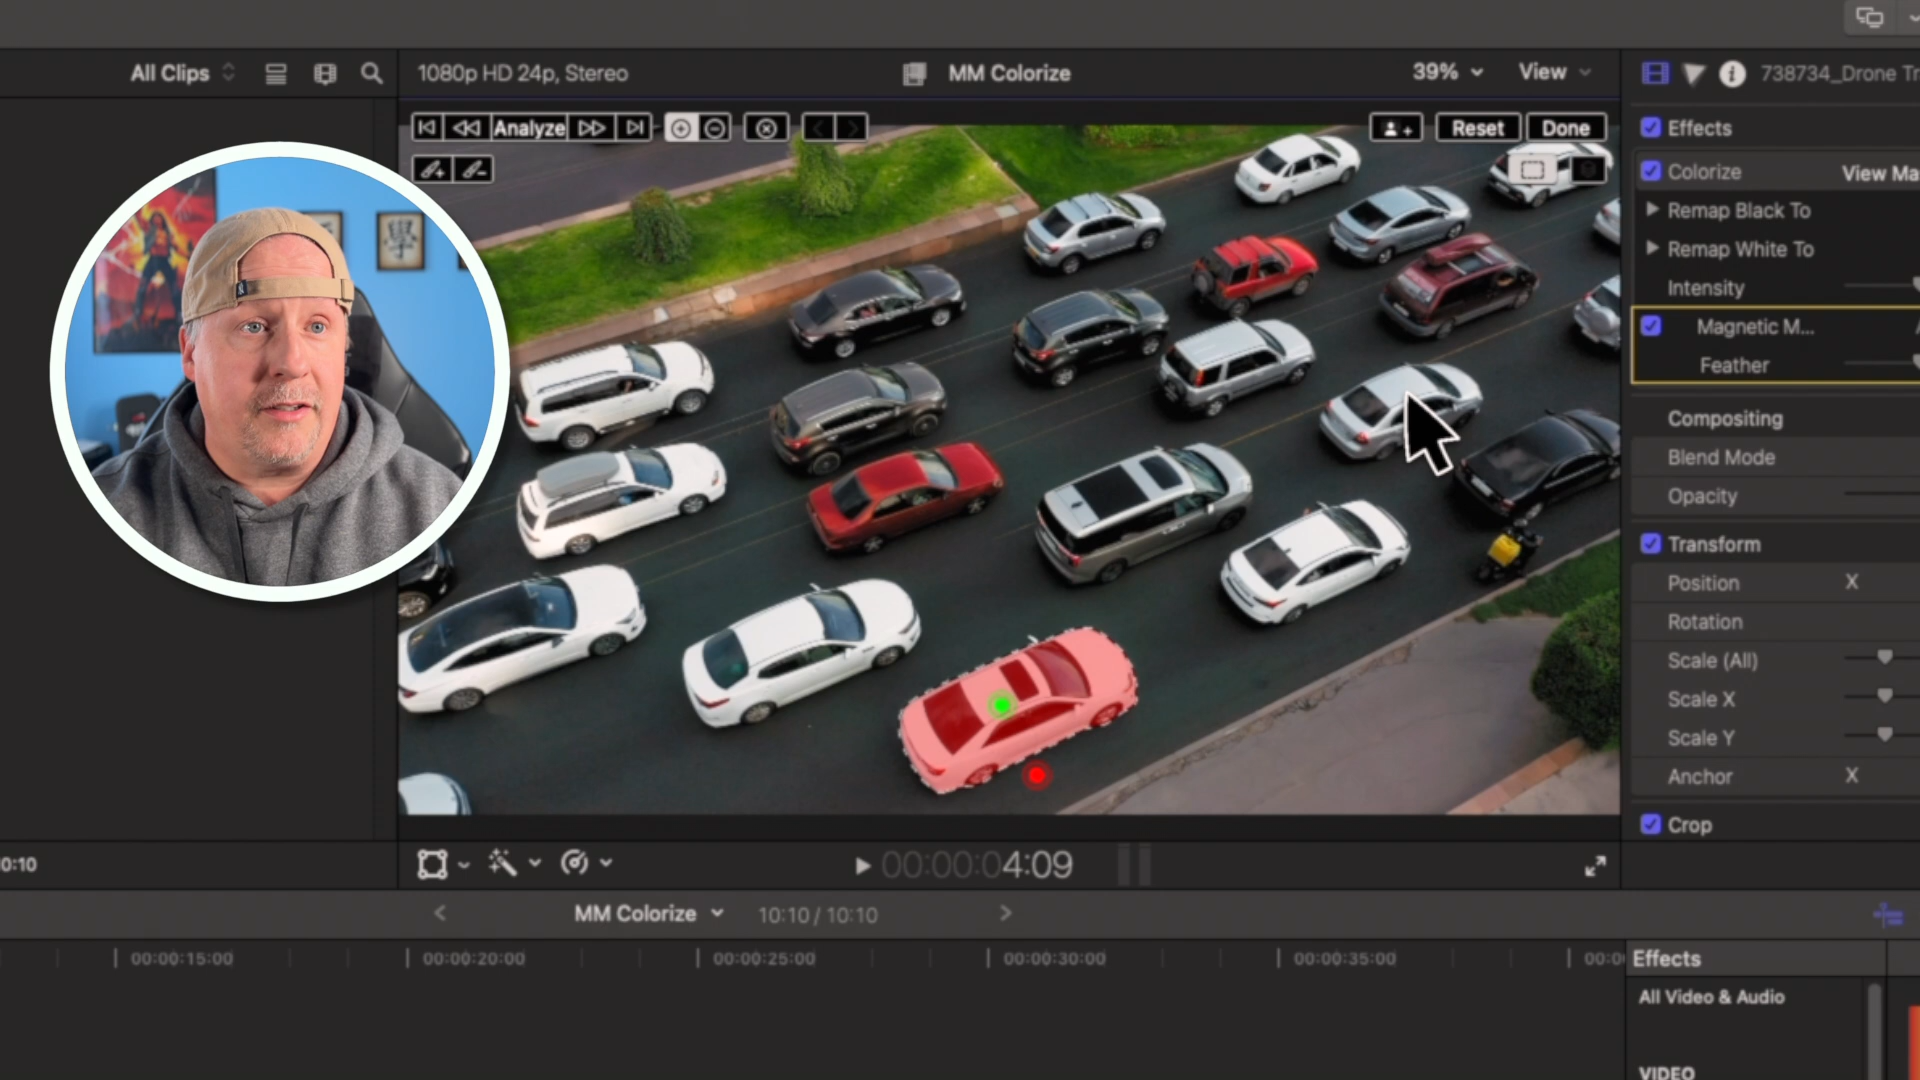 All Clips
1080p HD 24p, Stereo
MM Colorize
39%
View
738734_Drone Tr
Analyze
Reset
Done
Effects
Colorize
View Ma
Remap Black To
Remap White To
Intensity
Magnetic M...
Feather
Compositing
Blend Mode
Opacity
Transform
Position
X
Rotation
Scale (All)
Scale X
Scale Y
Anchor
X
Crop
0:10
00:00:04:09
MM Colorize
10:10 / 10:10
00:00:15:00
00:00:20:00
00:00:25:00
00:00:30:00
00:00:35:00
00:0
Effects
All Video & Audio
VIDEO
學